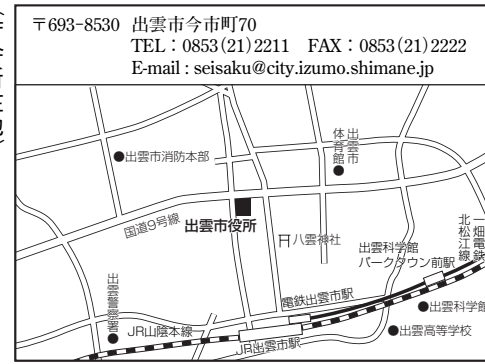 〒693-8530 出雲市今市町70
TEL：0853(21)2211 FAX：0853(21)2222
E-mail : seisaku@city.izumo.shimane.jp
出雲市消防本部
出雲市体育館
国道9号線
出雲市役所
八雲神社
出雲科学館
パークタウン前駅
一畑電鉄
北松江線
出雲警察署
電鉄出雲市駅
出雲科学館
JR山陰本線
出雲高等学校
JR出雲市駅